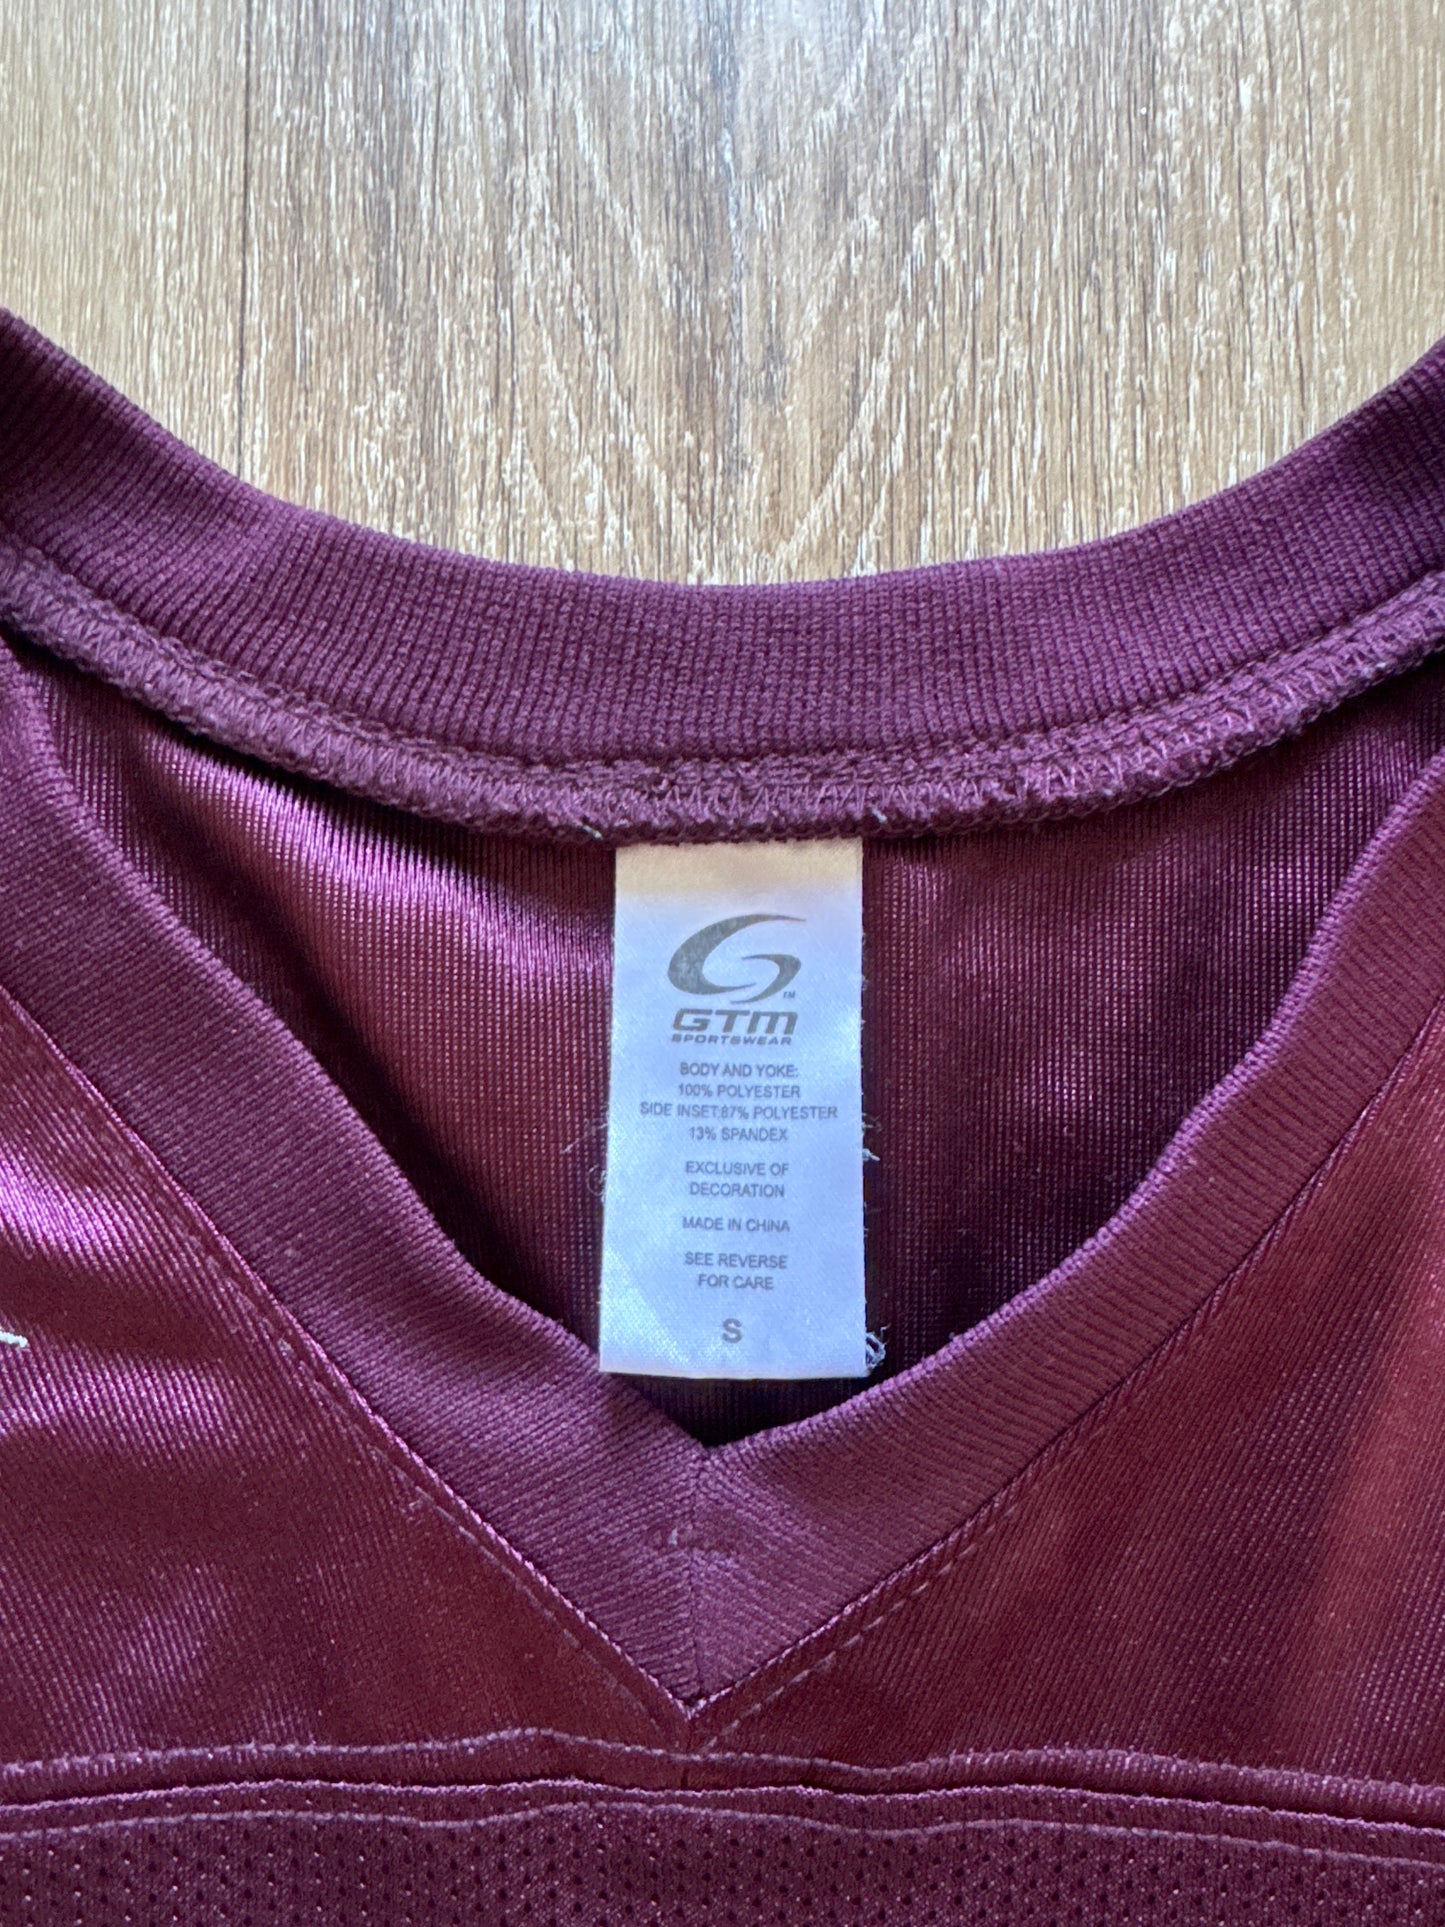 TM
GTM
SPORTSWEAR
BODY AND YOKE:
100% POLYESTER
SIDE INSET:87% POLYESTER
13% SPANDEX
EXCLUSIVE OF
DECORATION
MADE IN CHINA
SEE REVERSE
FOR CARE
S